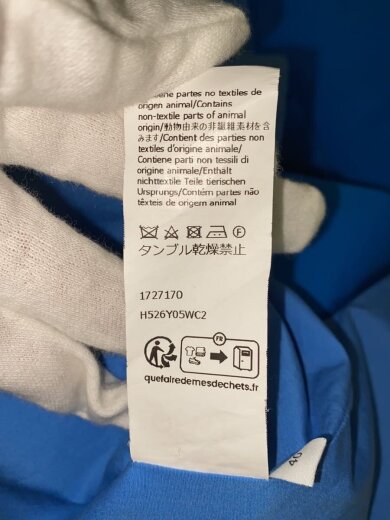 tiene partes no textiles de
origen animal/Contains
non-textile parts of animal
origin/動物由来の非繊維素材を含
みます/Contient des parties non
textiles d'origine animale/
Contiene parti non tessili di
origine animale/Enthält
nichttextile Teile tierischen
Ursprungs/Contém partes não
têxteis de origem animal
F
タンブル乾燥禁止
1727170
H526Y05WC2
FR
quefairedemesdechets.fr
40